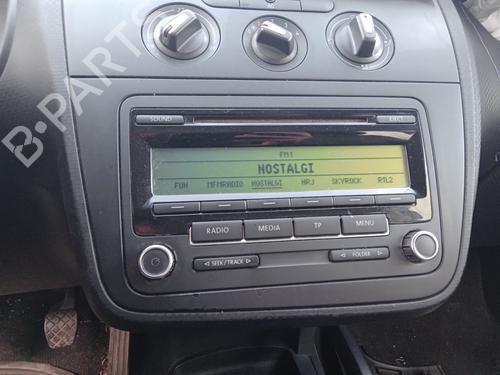 B-PARTS
SOUND
EJECT
FM1
NOSTALGI
FUN MFMRADIO NOSTALGI NRJ SKYROCK RTL2
RADIO MEDIA TP MENU
< SEEK / TRACK >
< FOLDER >